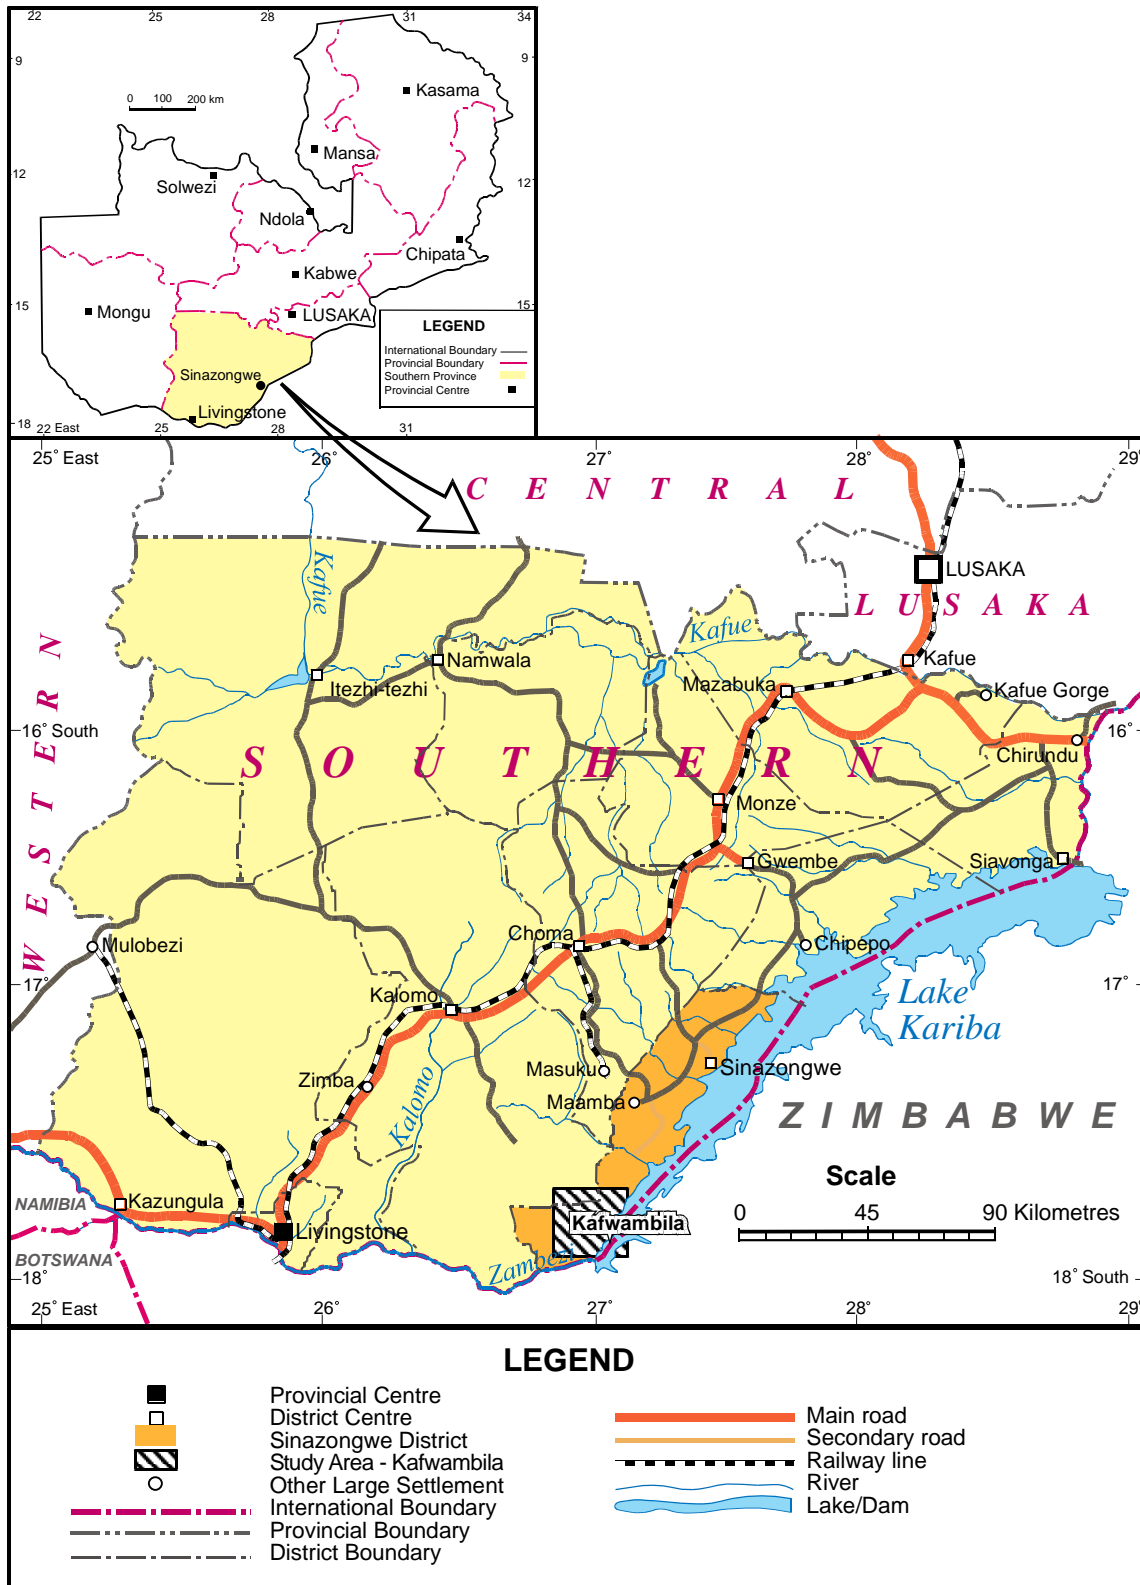 22 25 28 31 34
9 9
Kasama
0 100 200 km
Mansa
12 12
Solwezi
Ndola
Chipata
Kabwe
15 15
Mongu
LUSAKA
LEGEND
International Boundary
Provincial Boundary
Southern Province
Provincial Centre
Sinazongwe
Livingstone
18
22 East 25 28 31
25° East 26° 27° 28° 29°
CENTRAL
LUSAKA
LUSAKA
Kafue
Kafue
Kafue
WESTERN
Namwala
Itezhi-tezhi
Mazabuka
Kafue Gorge
16° South 16°
Chirundu
SOUTHERN
Monze
Gwembe
Siavonga
Choma
Chipepo
Mulobezi
17° 17°
Kalomo
Lake
Kariba
Masuku
Sinazongwe
Zimba
Maamba
Kalomo
ZIMBABWE
Scale
0 45 90 Kilometres
NAMIBIA
Kazungula
Kafwambila
Livingstone
BOTSWANA
Zambezi
18° 18° South
25° East 26° 27° 28° 29°
LEGEND
Provincial Centre
District Centre
Sinazongwe District
Study Area - Kafwambila
Other Large Settlement
International Boundary
Provincial Boundary
District Boundary
Main road
Secondary road
Railway line
River
Lake/Dam